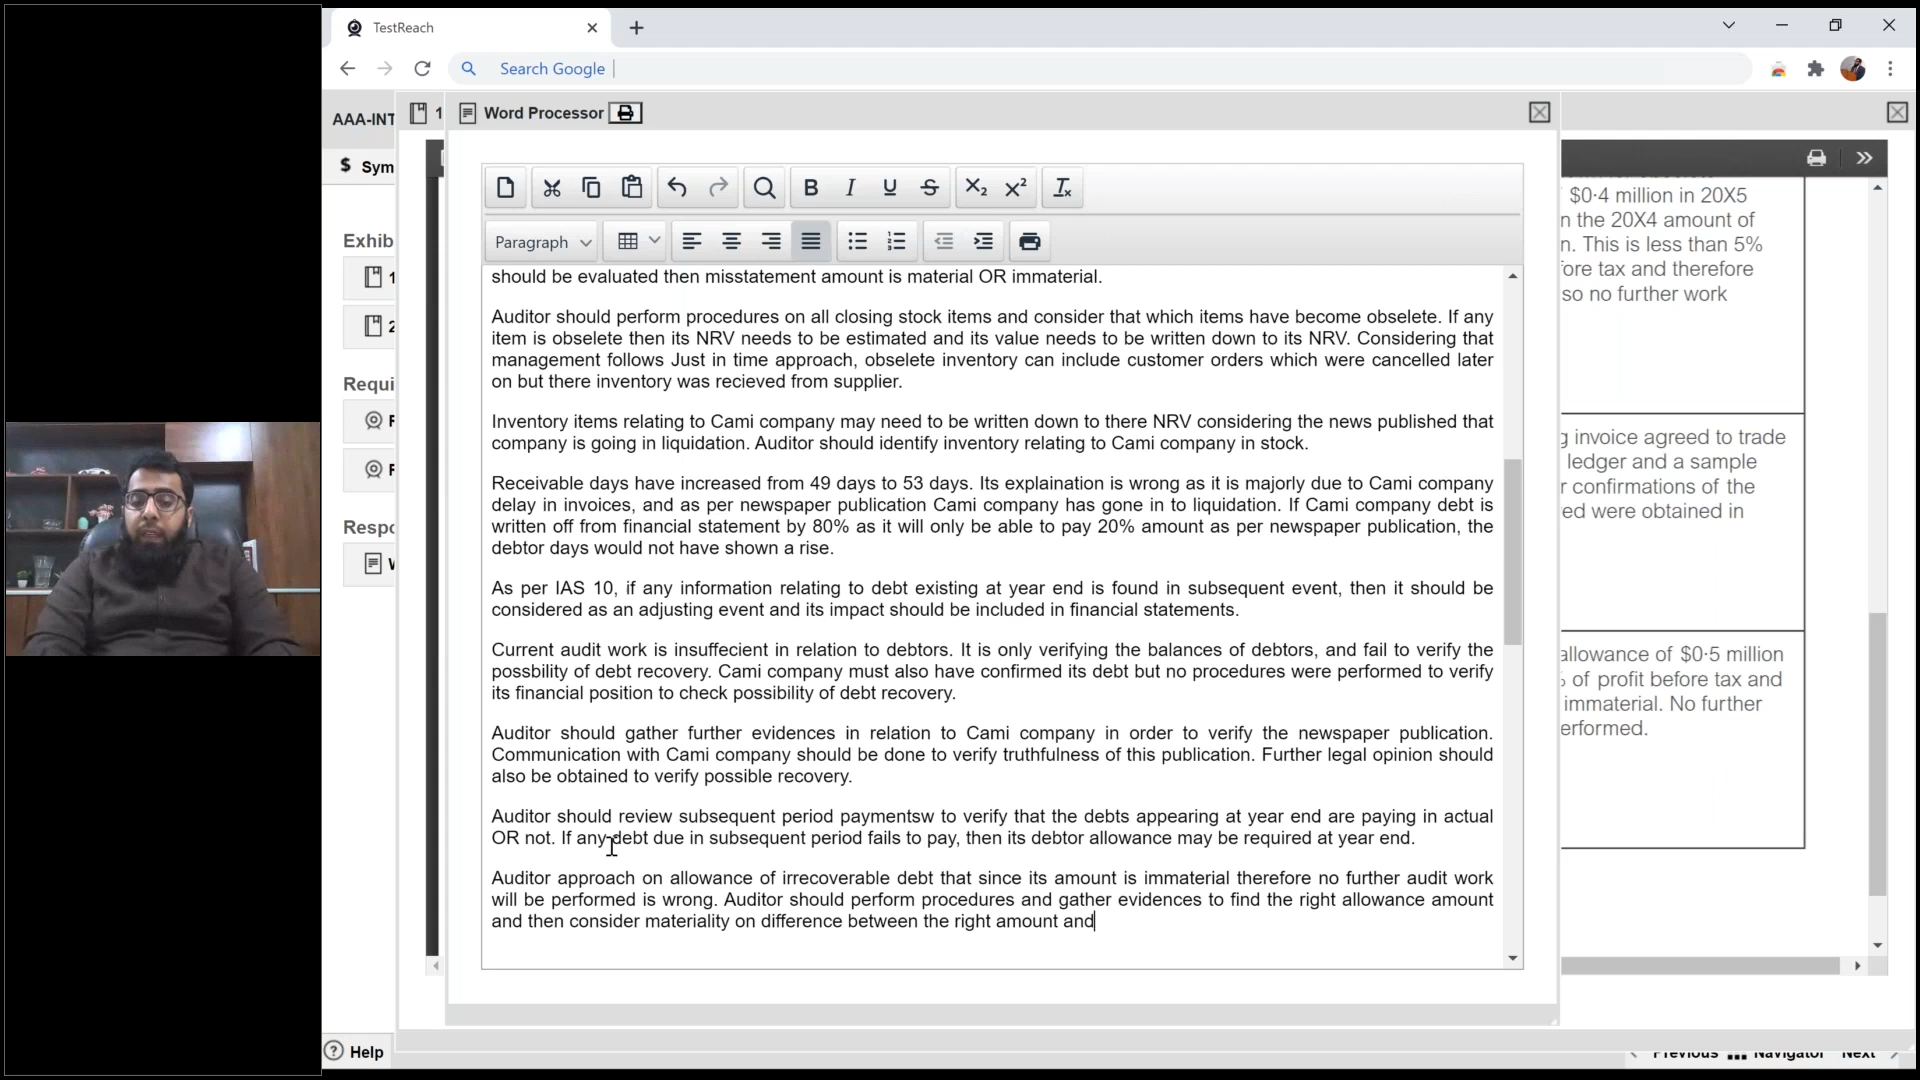 TestReach
Search Google
AAA-INT
1
Word Processor
$ Sym
Paragraph
Exhib
1
2
Requi
F
F
Respo
W
should be evaluated then misstatement amount is material OR immaterial.
Auditor should perform procedures on all closing stock items and consider that which items have become obselete. If any
item is obselete then its NRV needs to be estimated and its value needs to be written down to its NRV. Considering that
management follows Just in time approach, obselete inventory can include customer orders which were cancelled later
on but there inventory was recieved from supplier.
Inventory items relating to Cami company may need to be written down to there NRV considering the news published that
company is going in liquidation. Auditor should identify inventory relating to Cami company in stock.
Receivable days have increased from 49 days to 53 days. Its explaination is wrong as it is majorly due to Cami company
delay in invoices, and as per newspaper publication Cami company has gone in to liquidation. If Cami company debt is
written off from financial statement by 80% as it will only be able to pay 20% amount as per newspaper publication, the
debtor days would not have shown a rise.
As per IAS 10, if any information relating to debt existing at year end is found in subsequent event, then it should be
considered as an adjusting event and its impact should be included in financial statements.
Current audit work is insuffecient in relation to debtors. It is only verifying the balances of debtors, and fail to verify the
possbility of debt recovery. Cami company must also have confirmed its debt but no procedures were performed to verify
its financial position to check possibility of debt recovery.
Auditor should gather further evidences in relation to Cami company in order to verify the newspaper publication.
Communication with Cami company should be done to verify truthfulness of this publication. Further legal opinion should
also be obtained to verify possible recovery.
Auditor should review subsequent period paymentsw to verify that the debts appearing at year end are paying in actual
OR not. If any debt due in subsequent period fails to pay, then its debtor allowance may be required at year end.
Auditor approach on allowance of irrecoverable debt that since its amount is immaterial therefore no further audit work
will be performed is wrong. Auditor should perform procedures and gather evidences to find the right allowance amount
and then consider materiality on difference between the right amount and
$0·4 million in 20X5
n the 20X4 amount of
n. This is less than 5%
ore tax and therefore
so no further work
g invoice agreed to trade
ledger and a sample
r confirmations of the
ed were obtained in
allowance of $0·5 million
% of profit before tax and
immaterial. No further
erformed.
Help
Previous
Navigator
Next